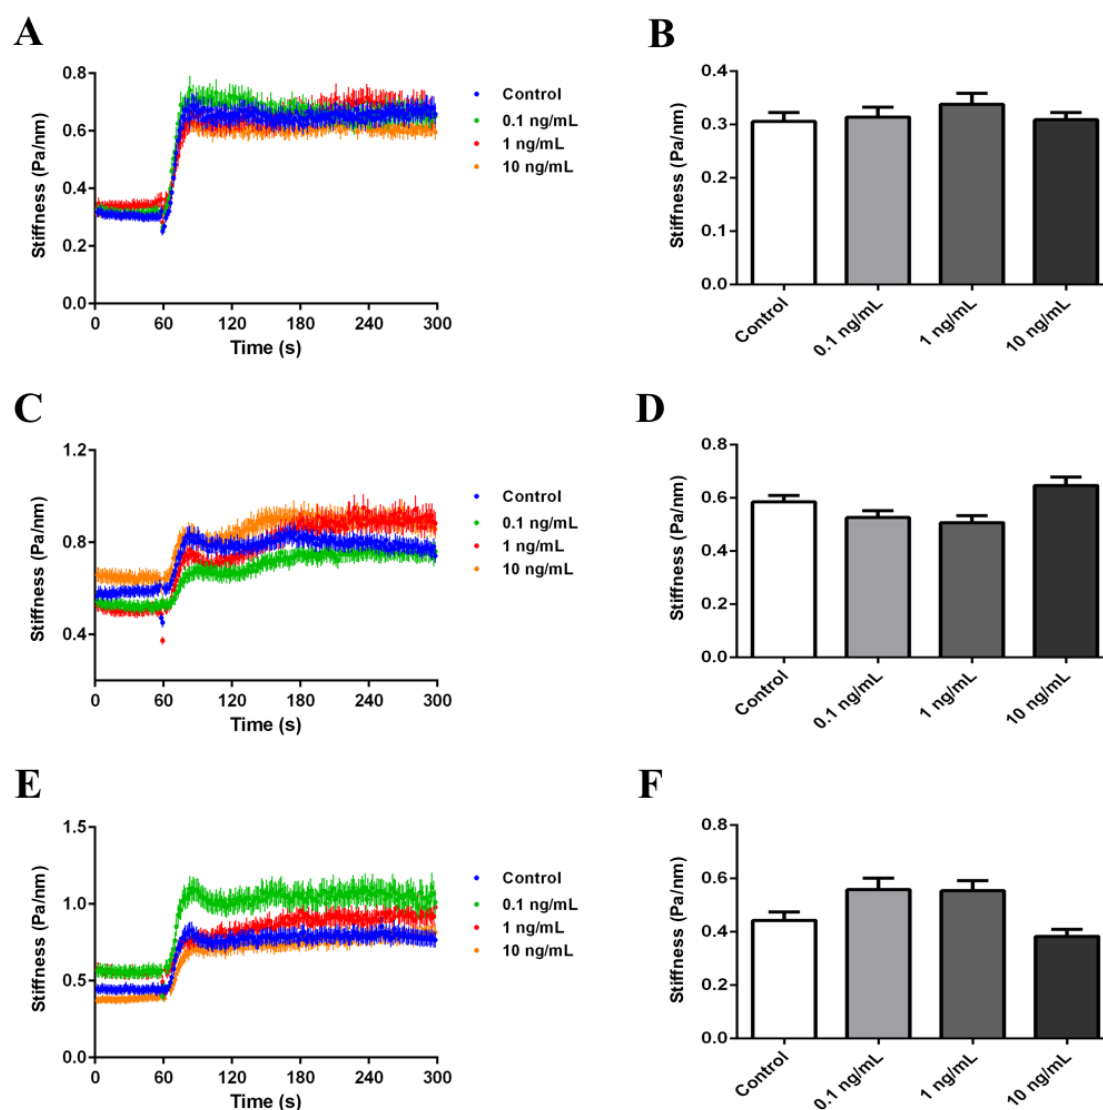 A
Stiffness (Pa/nm)
0.8
0.6
0.4
0.2
0.0
0 60 120 180 240 300
Time (s)
Control
0.1 ng/mL
1 ng/mL
10 ng/mL
B
Stiffness (Pa/nm)
0.4
0.3
0.2
0.1
0.0
Control
0.1 ng/mL
1 ng/mL
10 ng/mL
C
Stiffness (Pa/nm)
1.2
0.8
0.4
0 60 120 180 240 300
Time (s)
Control
0.1 ng/mL
1 ng/mL
10 ng/mL
D
Stiffness (Pa/nm)
0.8
0.6
0.4
0.2
0.0
Control
0.1 ng/mL
1 ng/mL
10 ng/mL
E
Stiffness (Pa/nm)
1.5
1.0
0.5
0.0
0 60 120 180 240 300
Time (s)
Control
0.1 ng/mL
1 ng/mL
10 ng/mL
F
Stiffness (Pa/nm)
0.8
0.6
0.4
0.2
0.0
Control
0.1 ng/mL
1 ng/mL
10 ng/mL